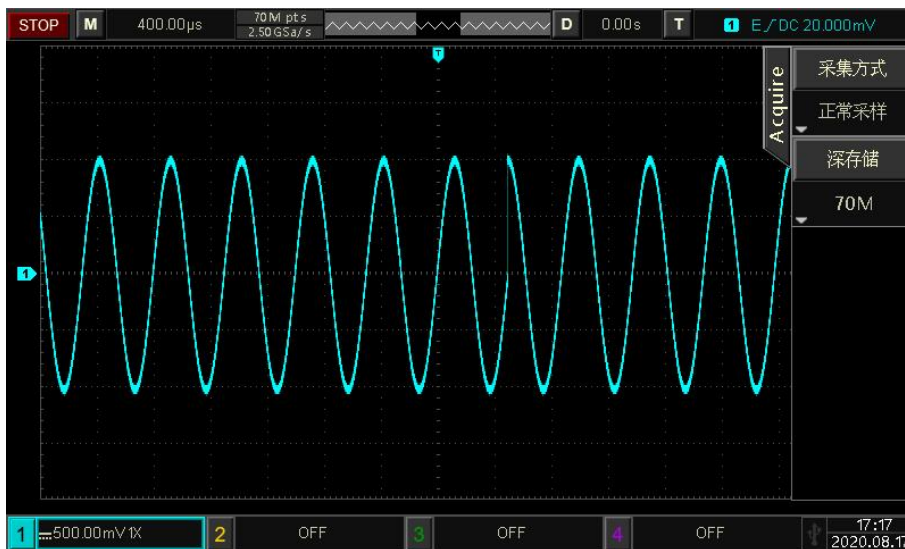 STOP M 400.00μs 70M pts D 0.00s T 1 E DC 20.000mV
2.50GSa/s
T
Acquire
采集方式
正常采样
深存储
70M
1
1 500.00mV 1X 2 OFF 3 OFF 4 OFF 17:17
2020.08.17